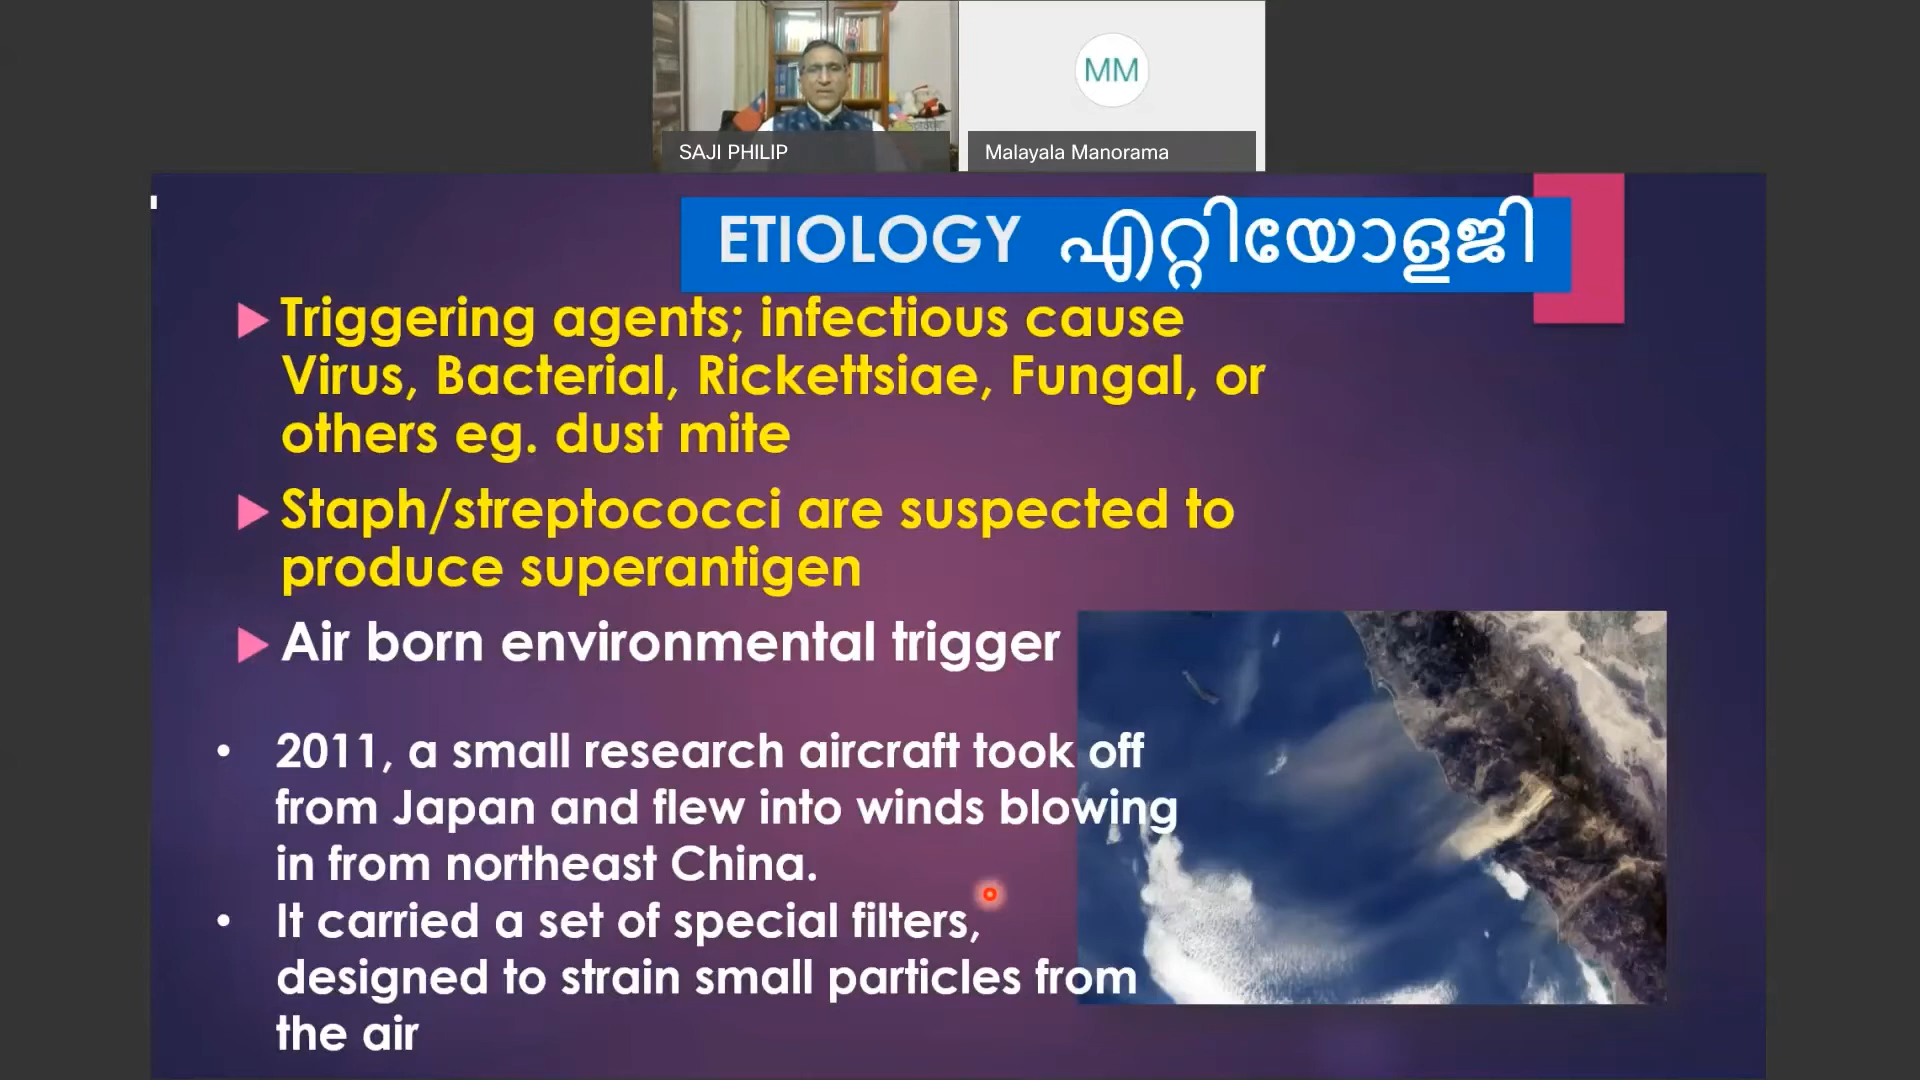 SAJI PHILIP
MM
Malayala Manorama
ETIOLOGY എറ്റിയോളജി
Triggering agents; infectious cause
Virus, Bacterial, Rickettsiae, Fungal, or
others eg. dust mite
Staph/streptococci are suspected to
produce superantigen
Air born environmental trigger
• 2011, a small research aircraft took off
from Japan and flew into winds blowing
in from northeast China.
• It carried a set of special filters,
designed to strain small particles from
the air